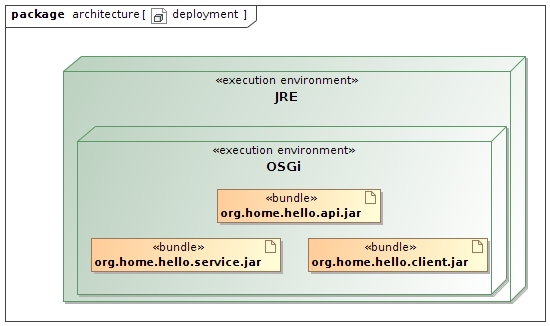 package architecture [ deployment ]
«execution environment»
JRE
«execution environment»
OSGi
«bundle»
org.home.hello.api.jar
«bundle»
org.home.hello.service.jar
«bundle»
org.home.hello.client.jar